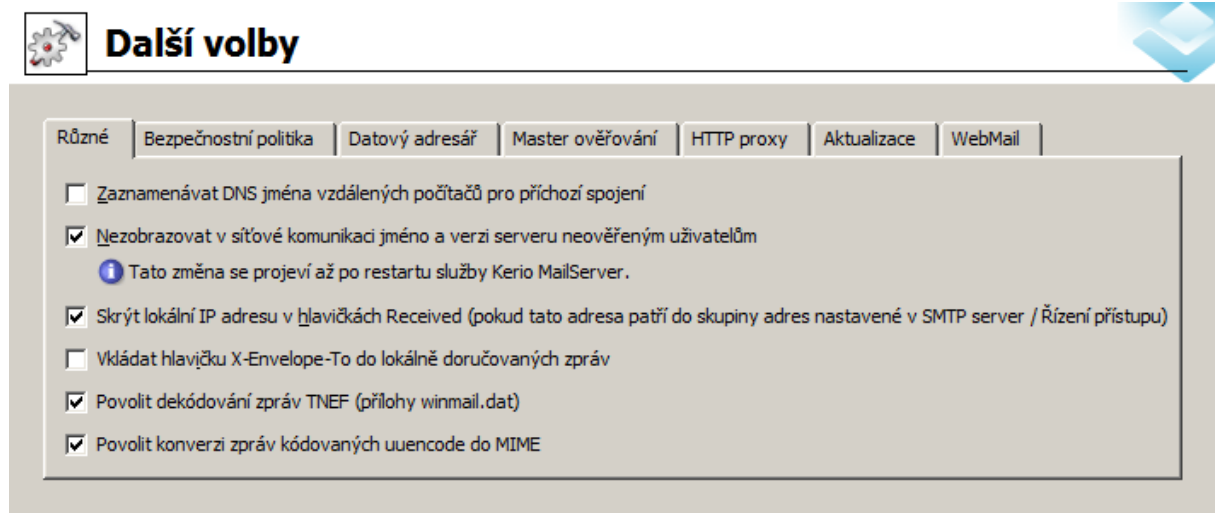 Další volby
Různé Bezpečnostní politika Datový adresář Master ověřování HTTP proxy Aktualizace WebMail
Zaznamenávat DNS jména vzdálených počítačů pro příchozí spojení
Nezobrazovat v síťové komunikaci jméno a verzi serveru neověřeným uživatelům
Tato změna se projeví až po restartu služby Kerio MailServer.
Skrýt lokální IP adresu v hlavičkách Received (pokud tato adresa patří do skupiny adres nastavené v SMTP server / Řízení přístupu)
Vkládat hlavičku X-Envelope-To do lokálně doručovaných zpráv
Povolit dekódování zpráv TNEF (přílohy winmail.dat)
Povolit konverzi zpráv kódovaných uuencode do MIME